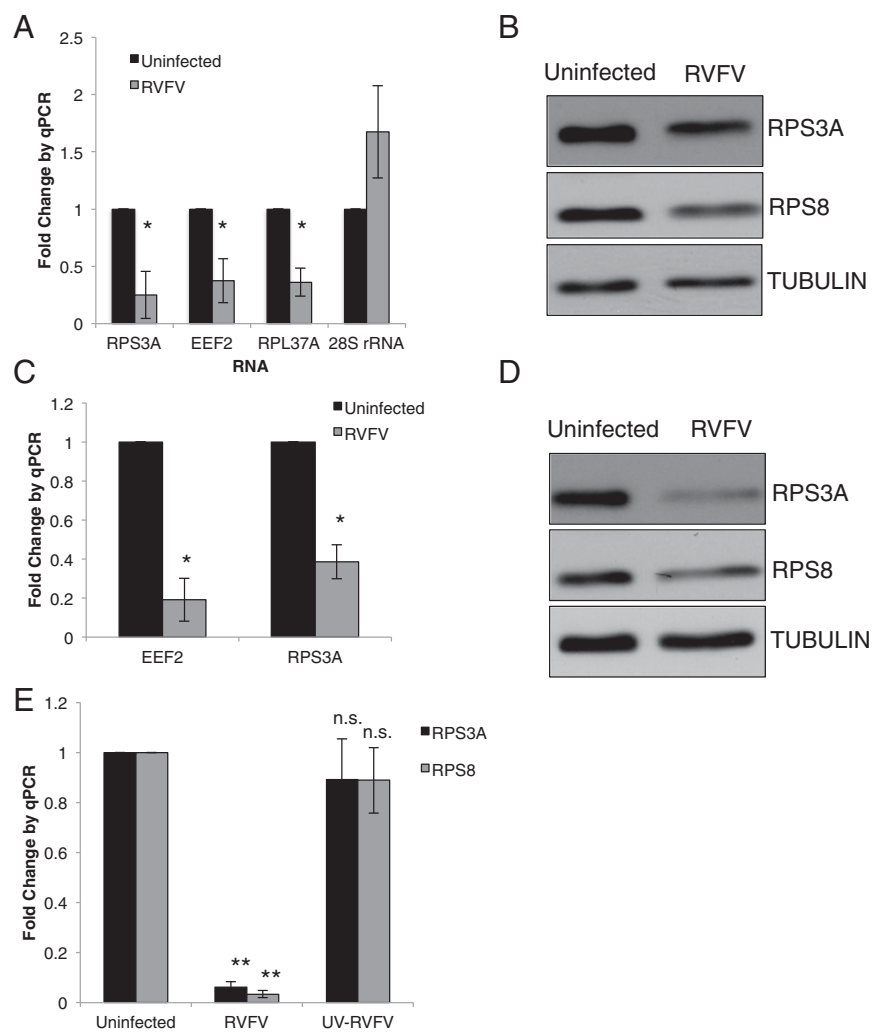 A
Fold Change by qPCR
2.5
2
1.5
1
0.5
0
Uninfected
RVFV
*
*
*
RPS3A EEF2 RPL37A 28S rRNA
RNA
B
Uninfected RVFV
RPS3A
RPS8
TUBULIN
C
Fold Change by qPCR
1.2
1
0.8
0.6
0.4
0.2
0
Uninfected
RVFV
*
*
EEF2 RPS3A
D
Uninfected RVFV
RPS3A
RPS8
TUBULIN
E
Fold Change by qPCR
1.2
1
0.8
0.6
0.4
0.2
0
n.s.
n.s.
RPS3A
RPS8
**
**
Uninfected RVFV UV-RVFV